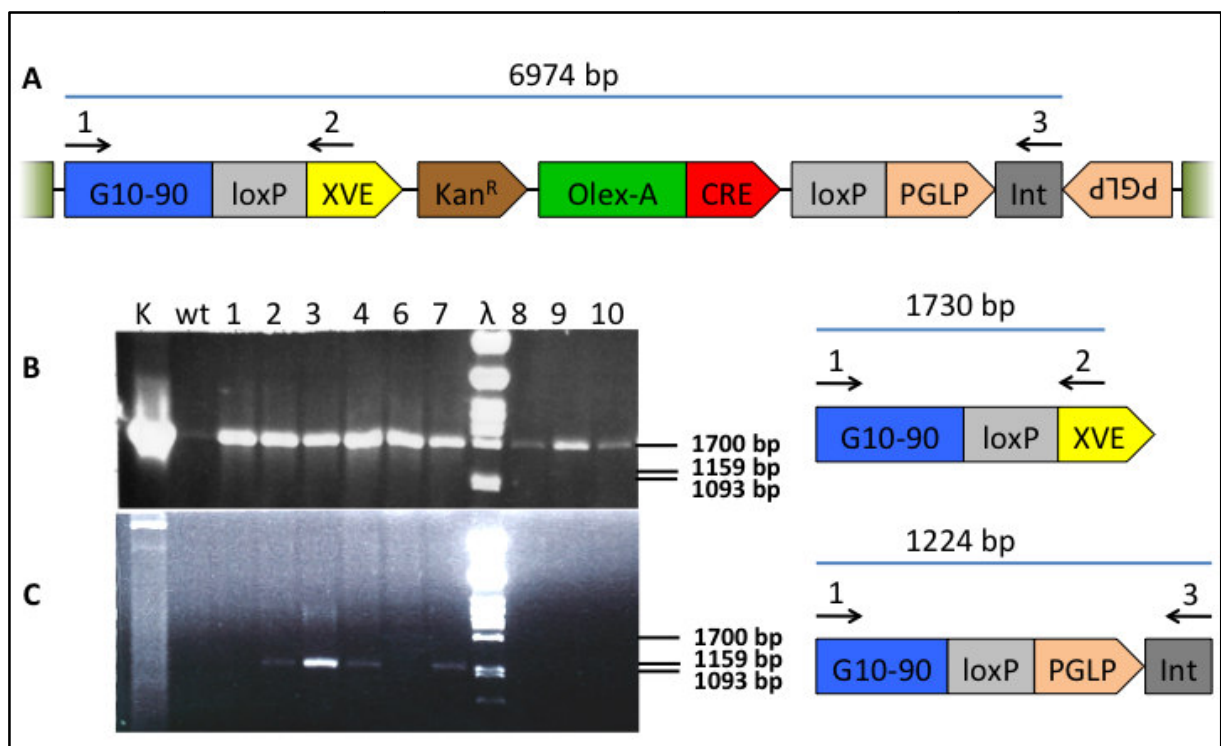 A
6974 bp
1 2 3
G10-90 loxP XVE Kanᴿ Olex-A CRE loxP PGLP Int PGLP
B
K wt 1 2 3 4 6 7 λ 8 9 10
1700 bp
1159 bp
1093 bp
1730 bp
1 2
G10-90 loxP XVE
C
1700 bp
1159 bp
1093 bp
1224 bp
1 3
G10-90 loxP PGLP Int